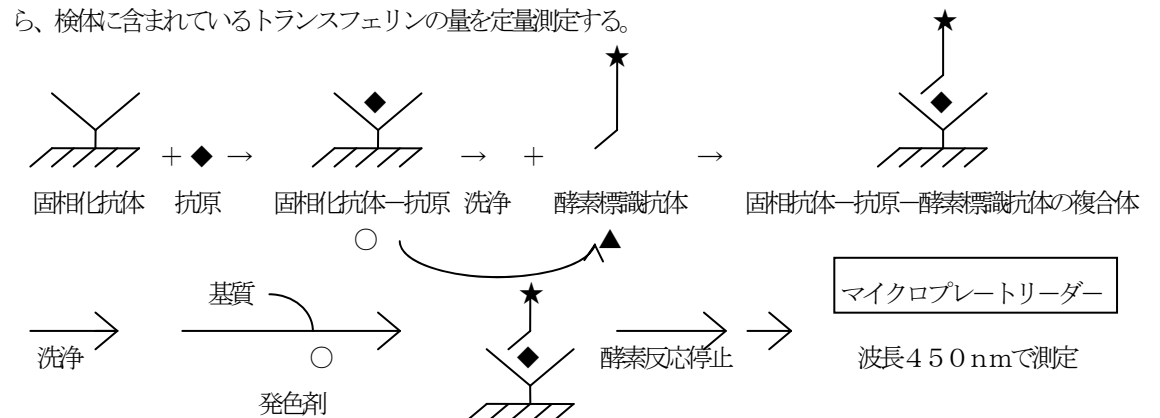 ら、検体に含まれているトランスフェリンの量を定量測定する。
+ ◆ → → + →
固相化抗体 抗原 固相化抗体ー抗原 洗浄 酵素標識抗体 固相抗体ー抗原ー酵素標識抗体の複合体
基質 マイクロプレートリーダー
洗浄 酵素反応停止 波長450nmで測定
発色剤